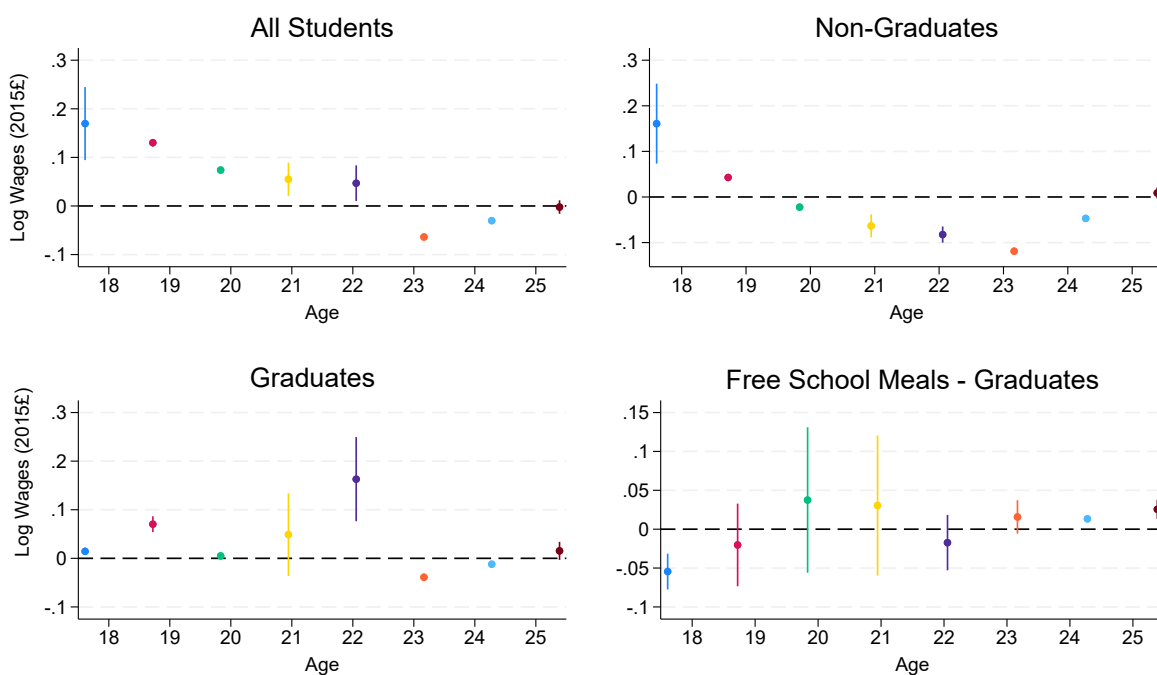 All Students
Log Wages (2015£)
.3
.2
.1
0
-.1
18 19 20 21 22 23 24 25
Age
Non-Graduates
.3
.2
.1
0
-.1
18 19 20 21 22 23 24 25
Age
Graduates
Log Wages (2015£)
.3
.2
.1
0
-.1
18 19 20 21 22 23 24 25
Age
Free School Meals - Graduates
.15
.1
.05
0
-.05
-.1
18 19 20 21 22 23 24 25
Age